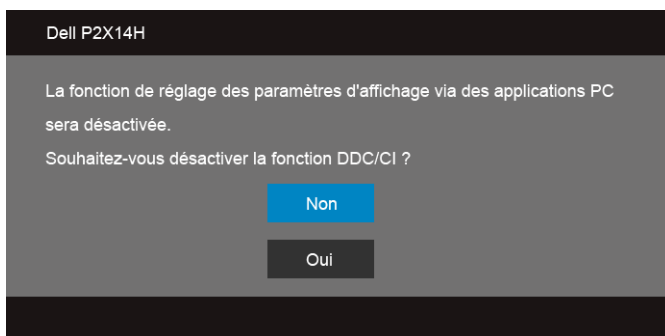 Dell P2X14H
La fonction de réglage des paramètres d'affichage via des applications PC
sera désactivée.
Souhaitez-vous désactiver la fonction DDC/CI ?
Non
Oui